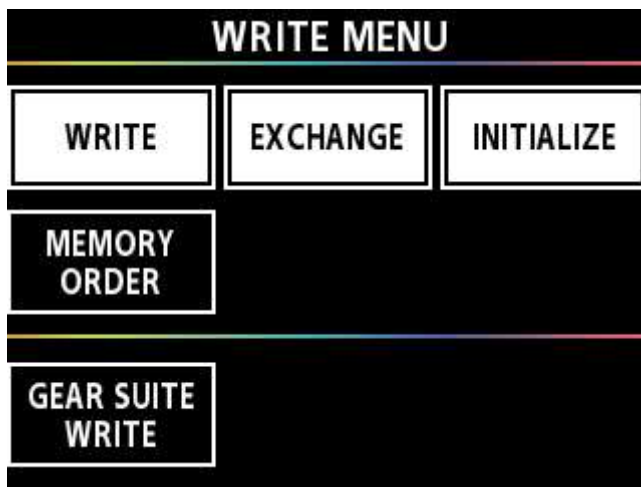 WRITE MENU
WRITE
EXCHANGE
INITIALIZE
MEMORY
ORDER
GEAR SUITE
WRITE